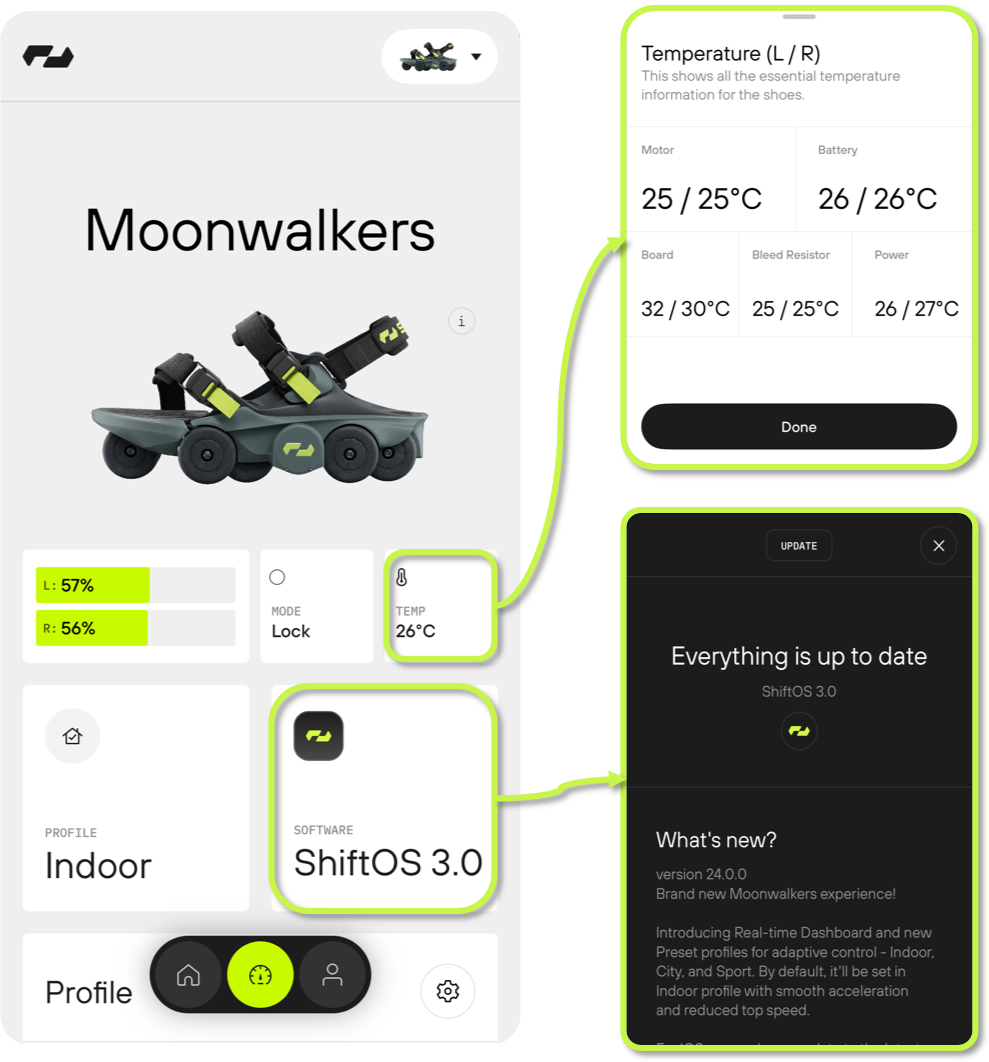 Moonwalkers
i
L: 57%
R: 56%
MODE
Lock
TEMP
26°C
PROFILE
Indoor
SOFTWARE
ShiftOS 3.0
Profile
Temperature (L / R)
This shows all the essential temperature
information for the shoes.
Motor
25 / 25°C
Battery
26 / 26°C
Board
32 / 30°C
Bleed Resistor
25 / 25°C
Power
26 / 27°C
Done
UPDATE
Everything is up to date
ShiftOS 3.0
What's new?
version 24.0.0
Brand new Moonwalkers experience!
Introducing Real-time Dashboard and new
Preset profiles for adaptive control - Indoor,
City, and Sport. By default, it'll be set in
Indoor profile with smooth acceleration
and reduced top speed.